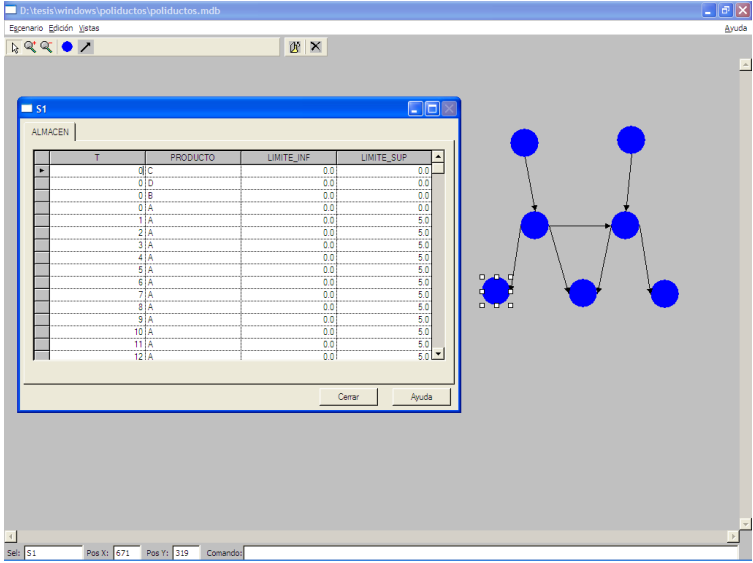 D:\tesis\windows\poliductos\poliductos.mdb
Escenario Edición Vistas Ayuda
S1
ALMACEN
T PRODUCTO LIMITE_INF LIMITE_SUP
0 C 0.0 0.0
0 D 0.0 0.0
0 B 0.0 0.0
0 A 0.0 0.0
1 A 0.0 5.0
2 A 0.0 5.0
3 A 0.0 5.0
4 A 0.0 5.0
5 A 0.0 5.0
6 A 0.0 5.0
7 A 0.0 5.0
8 A 0.0 5.0
9 A 0.0 5.0
10 A 0.0 5.0
11 A 0.0 5.0
12 A 0.0 5.0
Cerrar Ayuda
Sel: S1 Pos X: 671 Pos Y: 319 Comando: